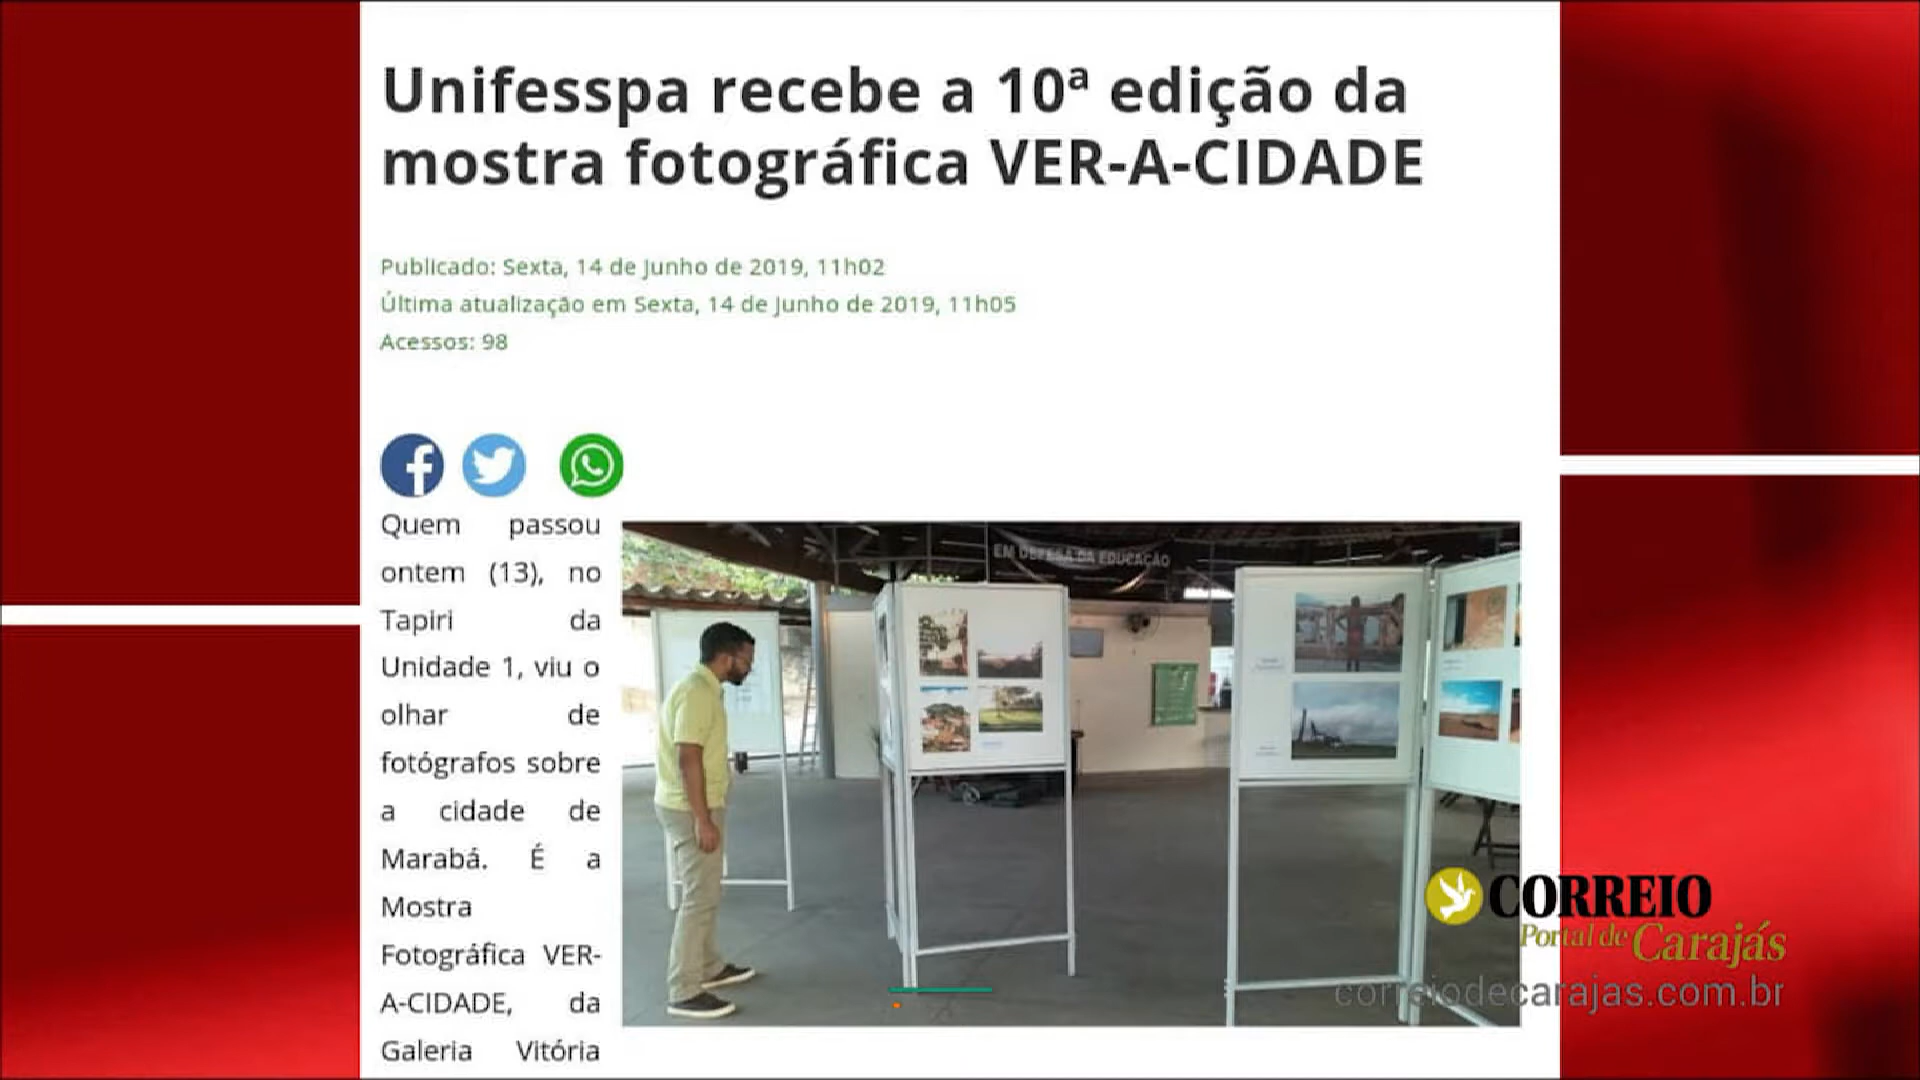 Unifesspa recebe a 10ª edição da
mostra fotográfica VER-A-CIDADE
Publicado: Sexta, 14 de Junho de 2019, 11h02
Última atualização em Sexta, 14 de Junho de 2019, 11h05
Acessos: 98
Quem passou
ontem (13), no
Tapiri da
Unidade 1, viu o
olhar de
fotógrafos sobre
a cidade de
Marabá. É a
Mostra
Fotográfica VER-
A-CIDADE, da
Galeria Vitória
EM DEFESA DA EDUCAÇÃO
CORREIO
Portal de Carajás
correiodecarajas.com.br